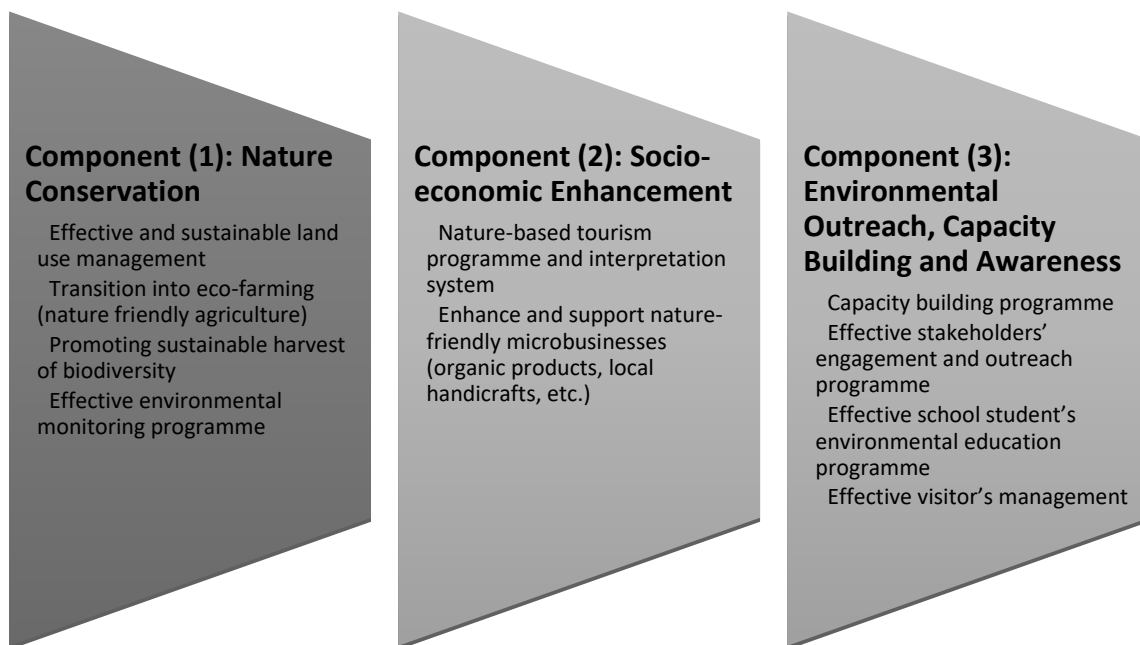 Component (1): Nature
Conservation
Effective and sustainable land
use management
Transition into eco-farming
(nature friendly agriculture)
Promoting sustainable harvest
of biodiversity
Effective environmental
monitoring programme
Component (2): Socio-
economic Enhancement
Nature-based tourism
programme and interpretation
system
Enhance and support nature-
friendly microbusinesses
(organic products, local
handicrafts, etc.)
Component (3):
Environmental
Outreach, Capacity
Building and Awareness
Capacity building programme
Effective stakeholders’
engagement and outreach
programme
Effective school student’s
environmental education
programme
Effective visitor’s management